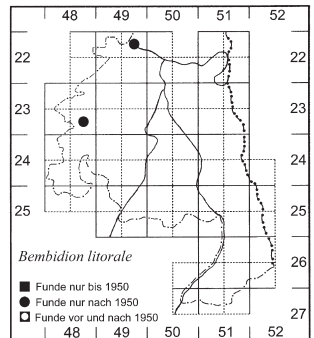 48 49 50 51 52
22 22
23 23
24 24
25 25
Bembidion litorale
26
Funde nur bis 1950
Funde nur nach 1950
Funde vor und nach 1950
27
48 49 50 51 52